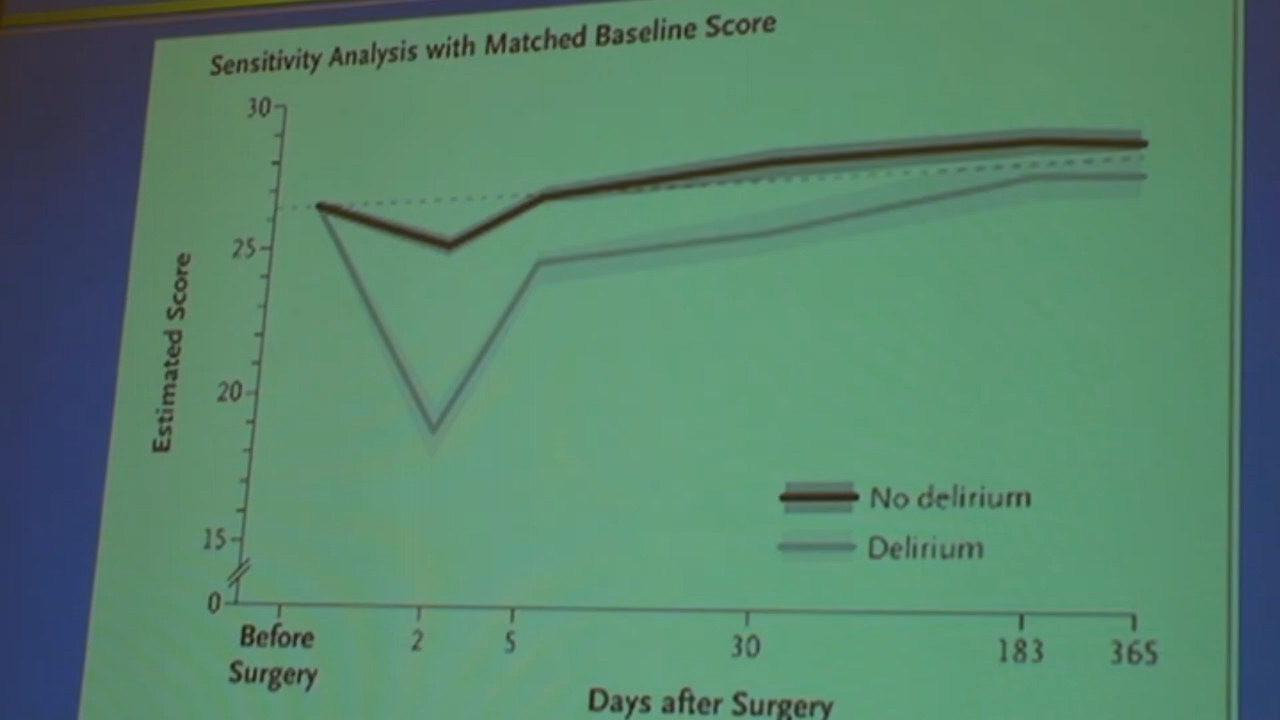 Sensitivity Analysis with Matched Baseline Score
30
25
20
15
0
Estimated Score
No delirium
Delirium
Before
Surgery
2
5
30
183
365
Days after Surgery